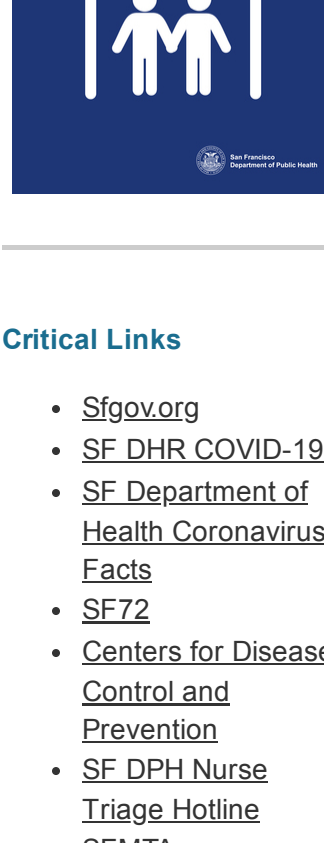 San Francisco
Department of Public Health
Critical Links
Sfgov.org
SF DHR COVID-19
SF Department of
Health Coronavirus
Facts
SF72
Centers for Disease
Control and
Prevention
SF DPH Nurse
Triage Hotline
SFMTA